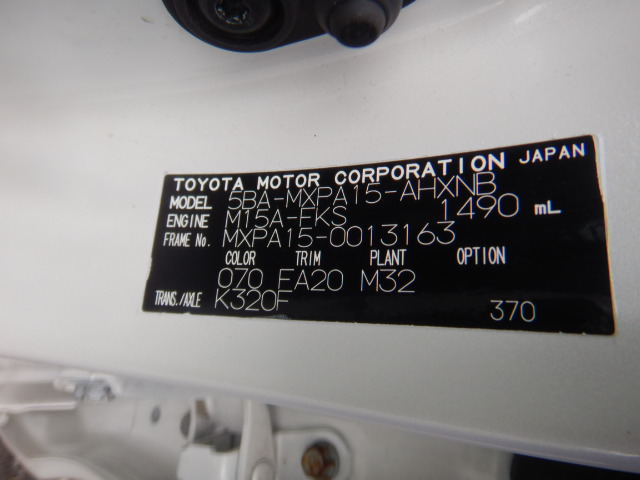 TOYOTA MOTOR CORPORATION JAPAN
MODEL 5BA-MXPA15-AHXNB
ENGINE M15A-FKS 1490 mL
FRAME No. MXPA15-0013163
COLOR TRIM PLANT OPTION
070 EA20 M32
TRANS./AXLE K320F 370